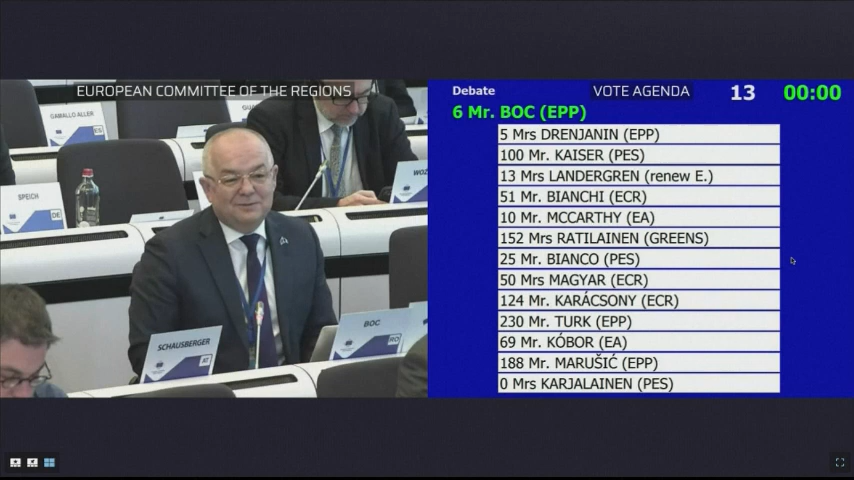 EUROPEAN COMMITTEE OF THE REGIONS
GAMALLO ALLER
ES
SPEICH
DE
WOZ
SCHAUSBERGER
AT
BOC
RO
Debate
VOTE AGENDA
13
00:00
6 Mr. BOC (EPP)
5 Mrs DRENJANIN (EPP)
100 Mr. KAISER (PES)
13 Mrs LANDERGREN (renew E.)
51 Mr. BIANCHI (ECR)
10 Mr. MCCARTHY (EA)
152 Mrs RATILAINEN (GREENS)
25 Mr. BIANCO (PES)
50 Mrs MAGYAR (ECR)
124 Mr. KARÁCSONY (ECR)
230 Mr. TURK (EPP)
69 Mr. KÓBOR (EA)
188 Mr. MARUŠIĆ (EPP)
0 Mrs KARJALAINEN (PES)